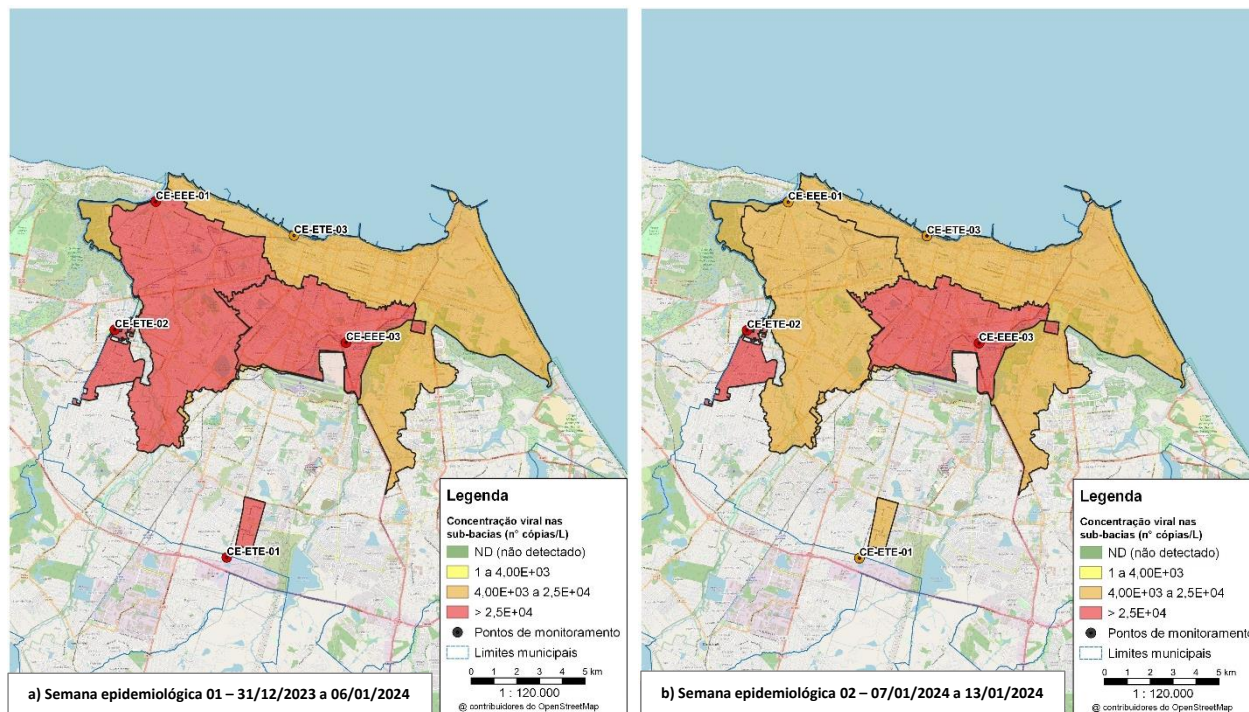 CE-EEE-01
CE-ETE-03
CE-ETE-02
CE-EEE-03
CE-ETE-01
Legenda
Concentração viral nas
sub-bacias (n° cópias/L)
ND (não detectado)
1 a 4,00E+03
4,00E+03 a 2,5E+04
> 2,5E+04
Pontos de monitoramento
Limites municipais
0 1 2 3 4 5 km
1 : 120.000
@ contribuidores do OpenStreetMap
a) Semana epidemiológica 01 – 31/12/2023 a 06/01/2024
CE-EEE-01
CE-ETE-03
CE-ETE-02
CE-EEE-03
CE-ETE-01
Legenda
Concentração viral nas
sub-bacias (n° cópias/L)
ND (não detectado)
1 a 4,00E+03
4,00E+03 a 2,5E+04
> 2,5E+04
Pontos de monitoramento
Limites municipais
0 1 2 3 4 5 km
1 : 120.000
@ contribuidores do OpenStreetMap
b) Semana epidemiológica 02 – 07/01/2024 a 13/01/2024